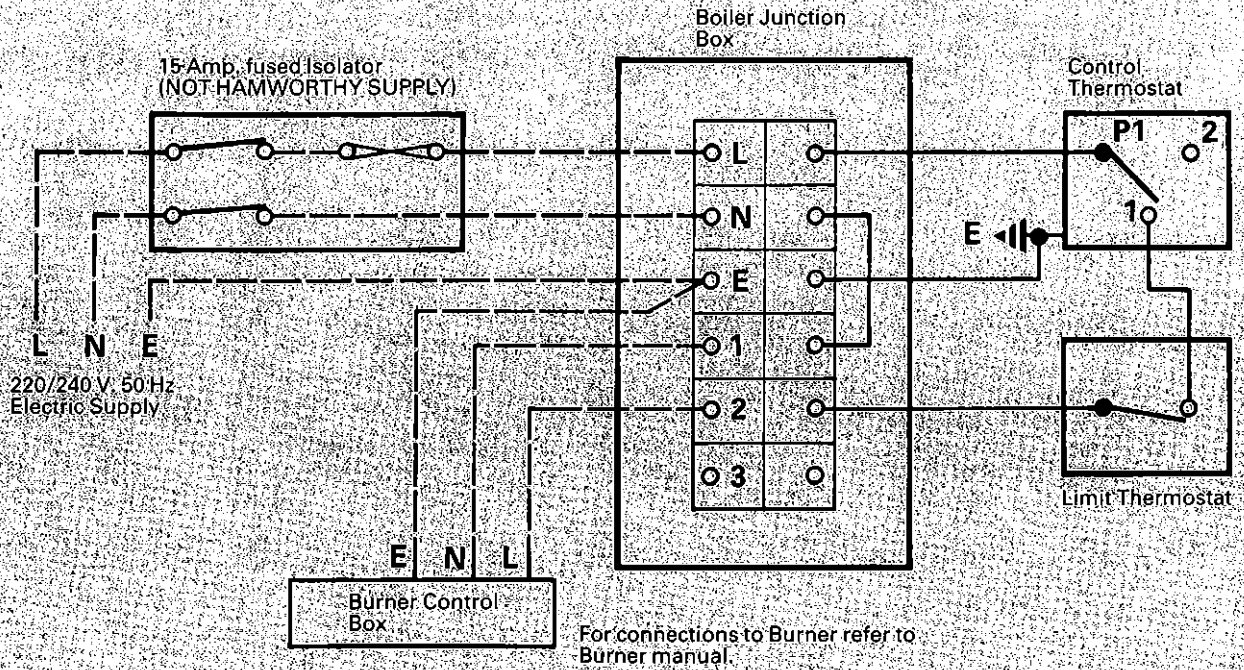 Boiler Junction
Box
15 Amp. fused Isolator
(NOT HAMWORTHY SUPPLY)
Control
Thermostat
P1
2
1
L
N
E
1
2
3
E
L N E
220/240 V. 50 Hz
Electric Supply
Limit Thermostat
E N L
Burner Control
Box
For connections to Burner refer to
Burner manual.